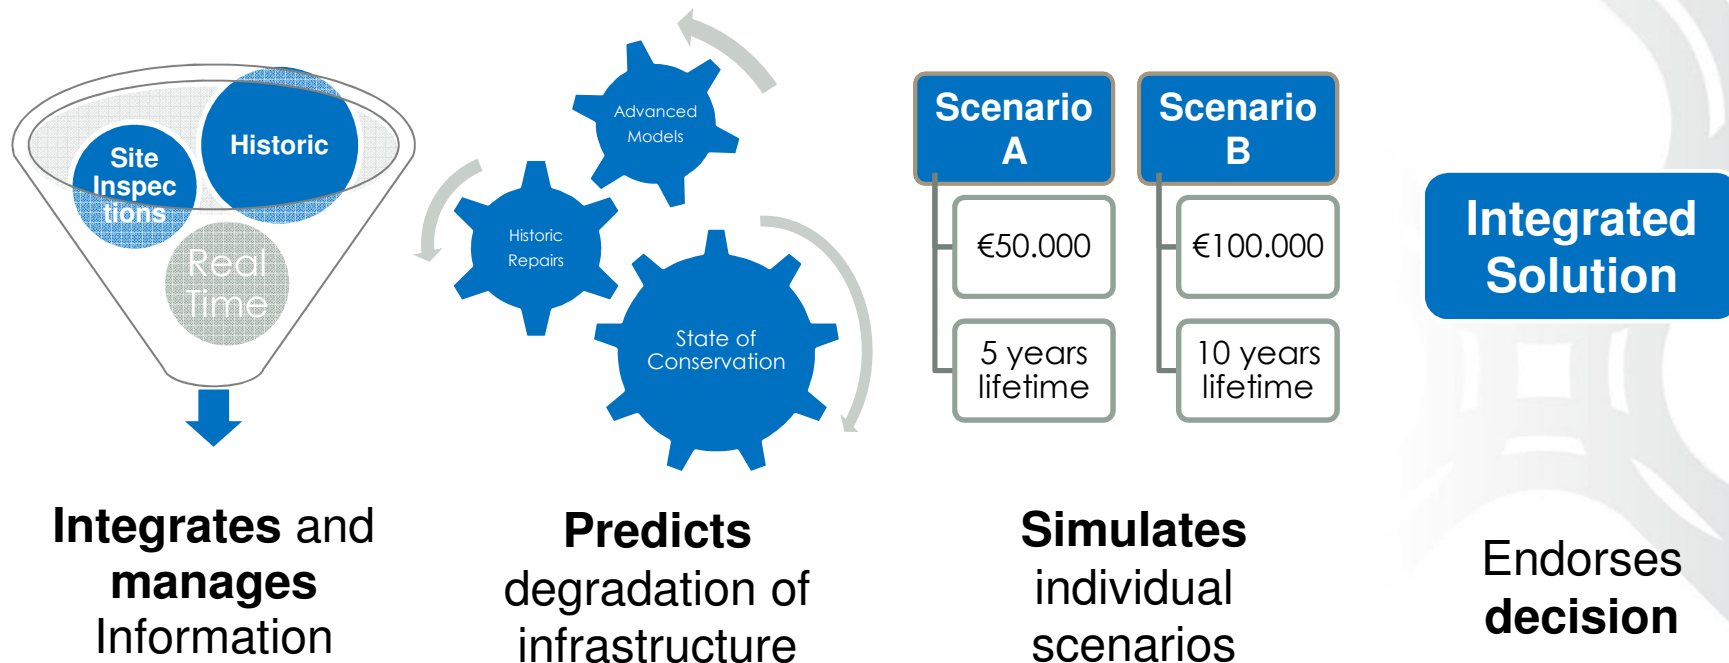 Site
Inspec
tions
Historic
Real
Time
Integrates and
manages
Information
Advanced
Models
Historic
Repairs
State of
Conservation
Predicts
degradation of
infrastructure
Scenario
A
€50.000
5 years
lifetime
Scenario
B
€100.000
10 years
lifetime
Simulates
individual
scenarios
Integrated
Solution
Endorses
decision